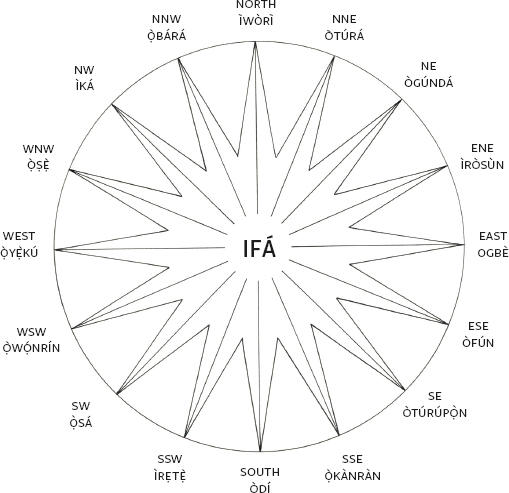 NORTH
ÌWÒRÌ
NNE
ÒTÚRÁ
NE
ÒGÚNDÁ
ENE
ÌRÒSÙN
EAST
OGBÈ
ESE
ÒFÚN
SE
ÒTÚRÚPỌ̀N
SSE
Ọ̀KÀNRÀN
SOUTH
ÒDÍ
SSW
ÌRẸTẸ̀
SW
Ọ̀SÁ
WSW
Ọ̀WỌ́NRÍN
WEST
Ọ̀YẸ̀KÚ
WNW
Ọ̀ṢẸ̀
NW
ÌKÁ
NNW
Ọ̀BÁRÁ
IFÁ